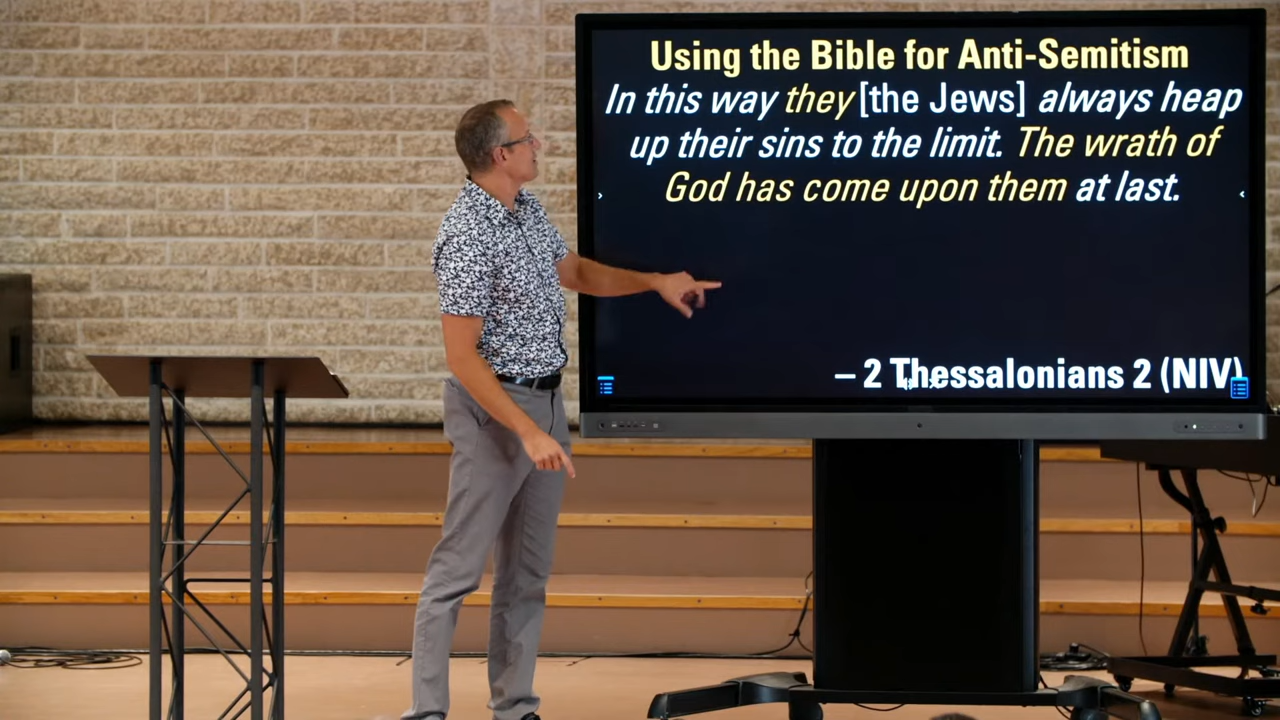 Using the Bible for Anti-Semitism
In this way they [the Jews] always heap
up their sins to the limit. The wrath of
God has come upon them at last.
– 2 Thessalonians 2 (NIV)